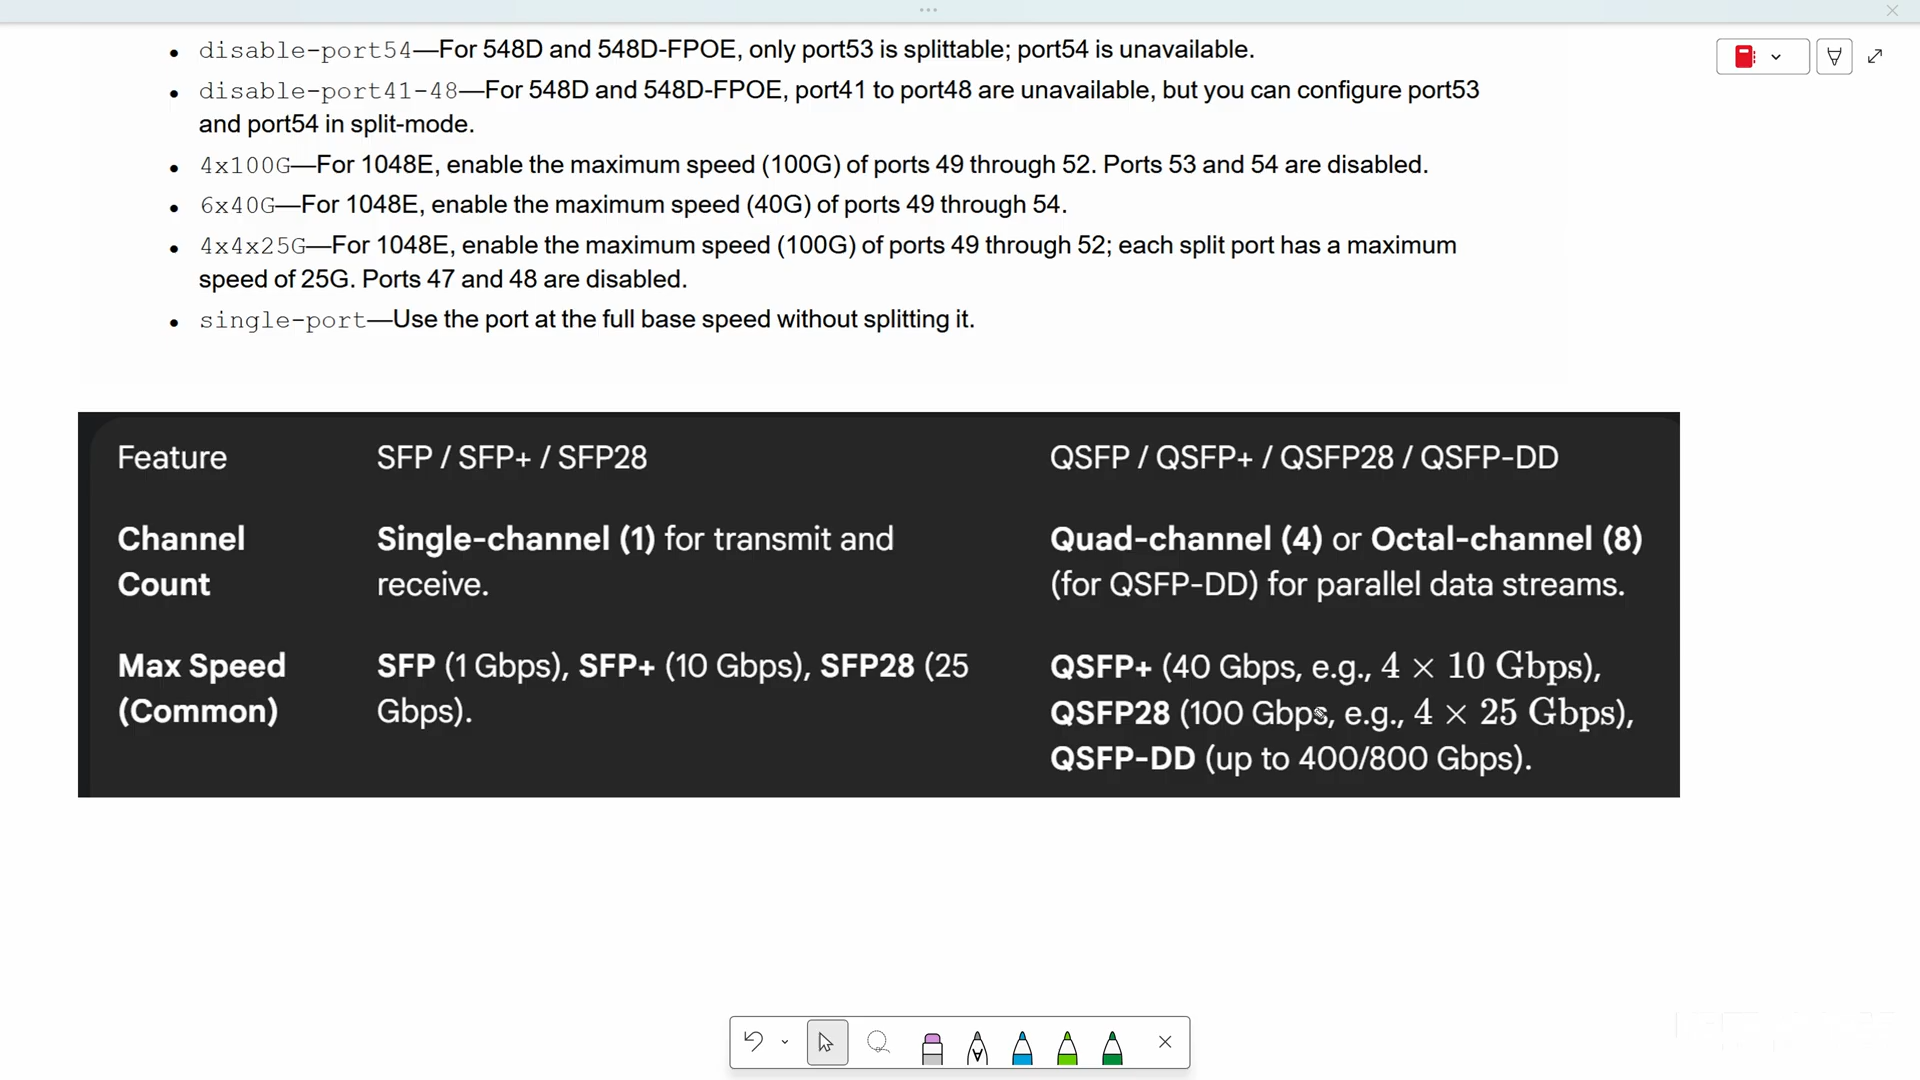 • disable-port54—For 548D and 548D-FPOE, only port53 is splittable; port54 is unavailable.
• disable-port41-48—For 548D and 548D-FPOE, port41 to port48 are unavailable, but you can configure port53
and port54 in split-mode.
• 4x100G—For 1048E, enable the maximum speed (100G) of ports 49 through 52. Ports 53 and 54 are disabled.
• 6x40G—For 1048E, enable the maximum speed (40G) of ports 49 through 54.
• 4x4x25G—For 1048E, enable the maximum speed (100G) of ports 49 through 52; each split port has a maximum
speed of 25G. Ports 47 and 48 are disabled.
• single-port—Use the port at the full base speed without splitting it.
Feature SFP / SFP+ / SFP28 QSFP / QSFP+ / QSFP28 / QSFP-DD
Channel Single-channel (1) for transmit and Quad-channel (4) or Octal-channel (8)
Count receive. (for QSFP-DD) for parallel data streams.
Max Speed SFP (1 Gbps), SFP+ (10 Gbps), SFP28 (25 QSFP+ (40 Gbps, e.g., 4 × 10 Gbps),
(Common) Gbps). QSFP28 (100 Gbps, e.g., 4 × 25 Gbps),
QSFP-DD (up to 400/800 Gbps).